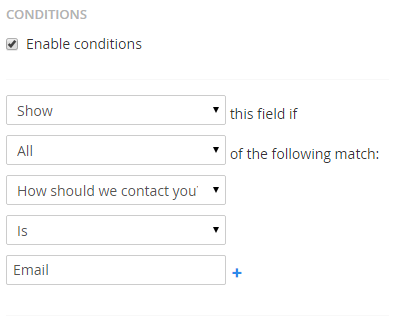 CONDITIONS
Enable conditions
Show this field if
All of the following match:
How should we contact you
Is
Email +